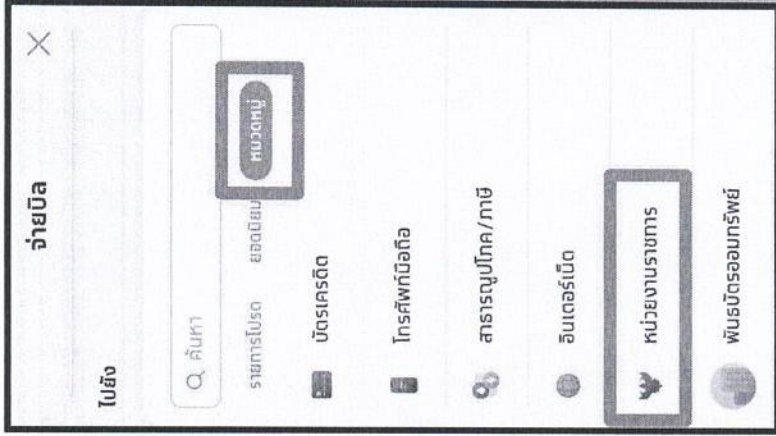 จ่ายบิล
ไปยัง
ค้นหา
รายการโปรด ยอดนิยม หมวดหมู่
บัตรเครดิต
โทรศัพท์มือถือ
สาธารณูปโภค/ภาษี
อินเตอร์เน็ต
หน่วยงานราชการ
พันธบัตรออมทรัพย์